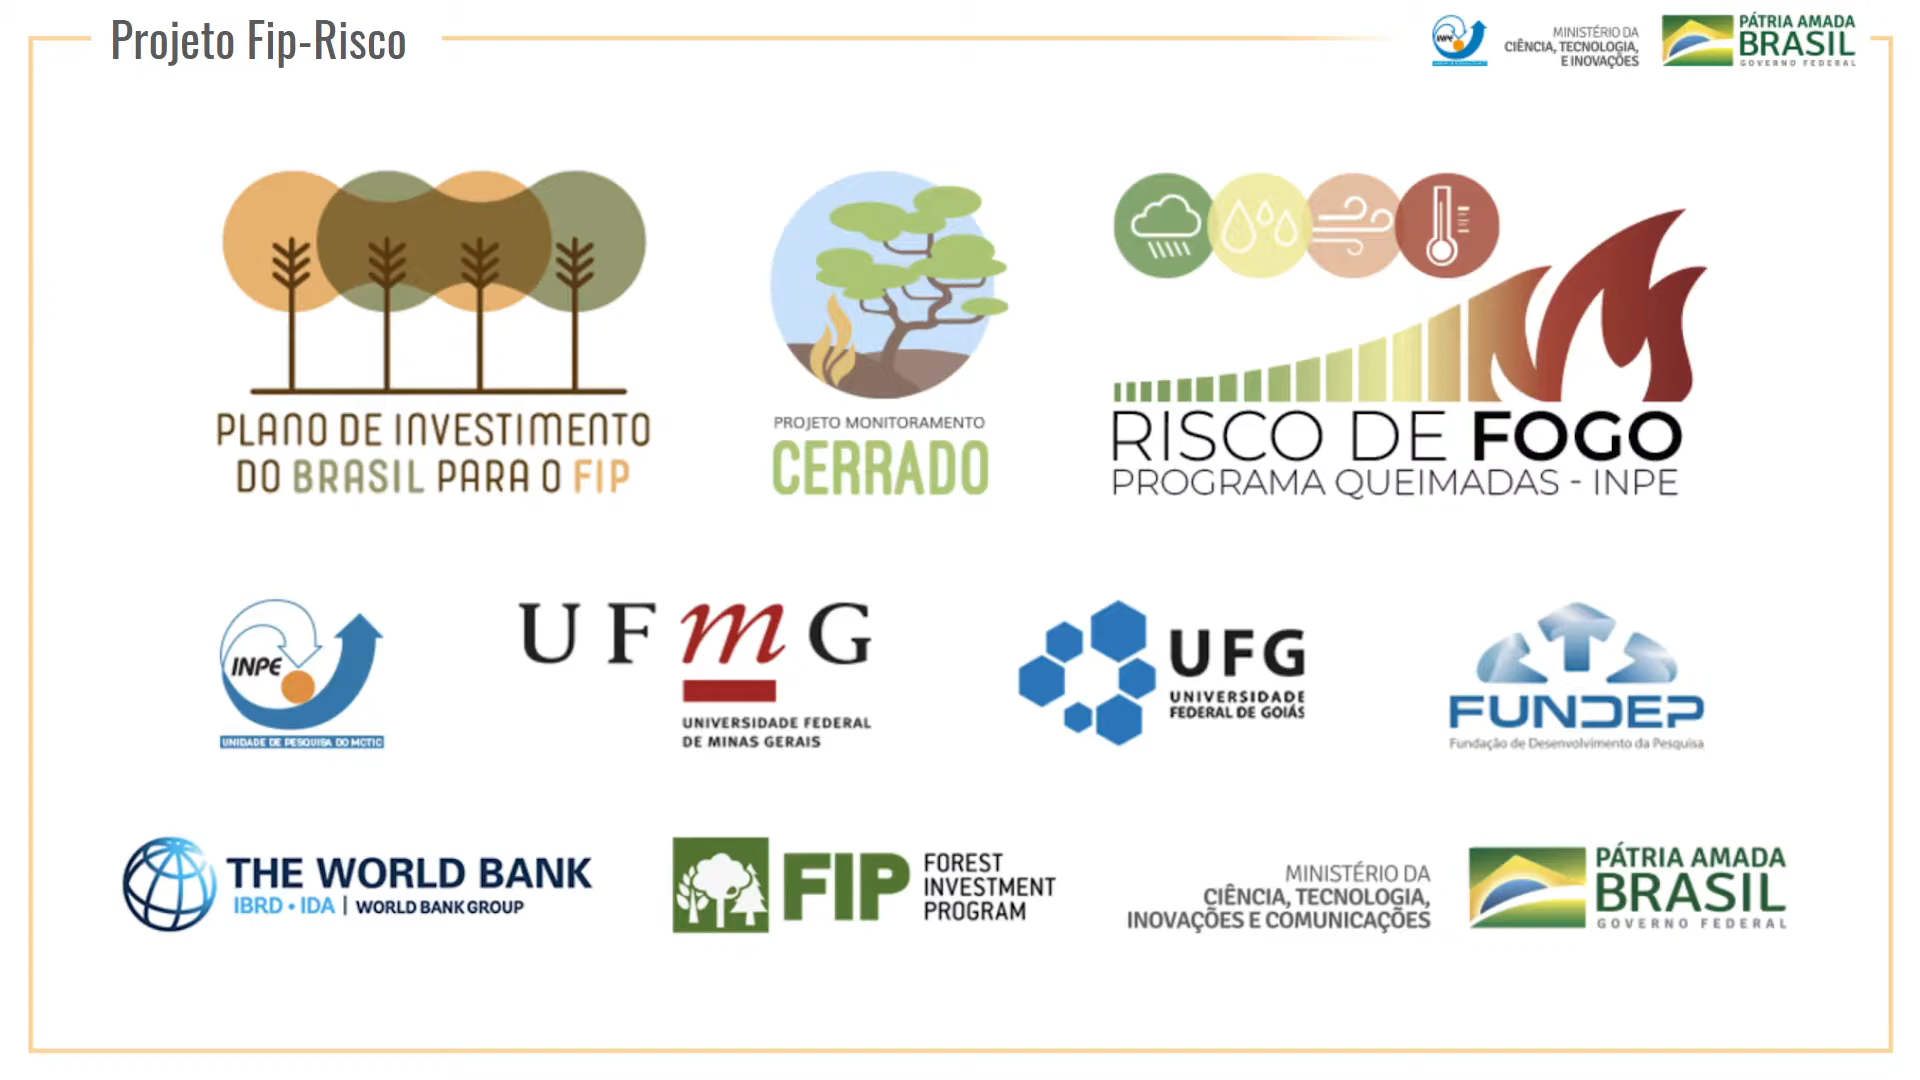 Projeto Fip-Risco
INPE
MINISTÉRIO DA
CIÊNCIA, TECNOLOGIA,
E INOVAÇÕES
PÁTRIA AMADA
BRASIL
GOVERNO FEDERAL
PLANO DE INVESTIMENTO
DO BRASIL PARA O FIP
PROJETO MONITORAMENTO
CERRADO
RISCO DE FOGO
PROGRAMA QUEIMADAS - INPE
INPE
UNIDADE DE PESQUISA DO MCTIC
UFmG
UNIVERSIDADE FEDERAL
DE MINAS GERAIS
UFG
UNIVERSIDADE
FEDERAL DE GOIÁS
FUNDEP
Fundação de Desenvolvimento da Pesquisa
THE WORLD BANK
IBRD • IDA | WORLD BANK GROUP
FIP
FOREST
INVESTMENT
PROGRAM
MINISTÉRIO DA
CIÊNCIA, TECNOLOGIA,
INOVAÇÕES E COMUNICAÇÕES
PÁTRIA AMADA
BRASIL
GOVERNO FEDERAL